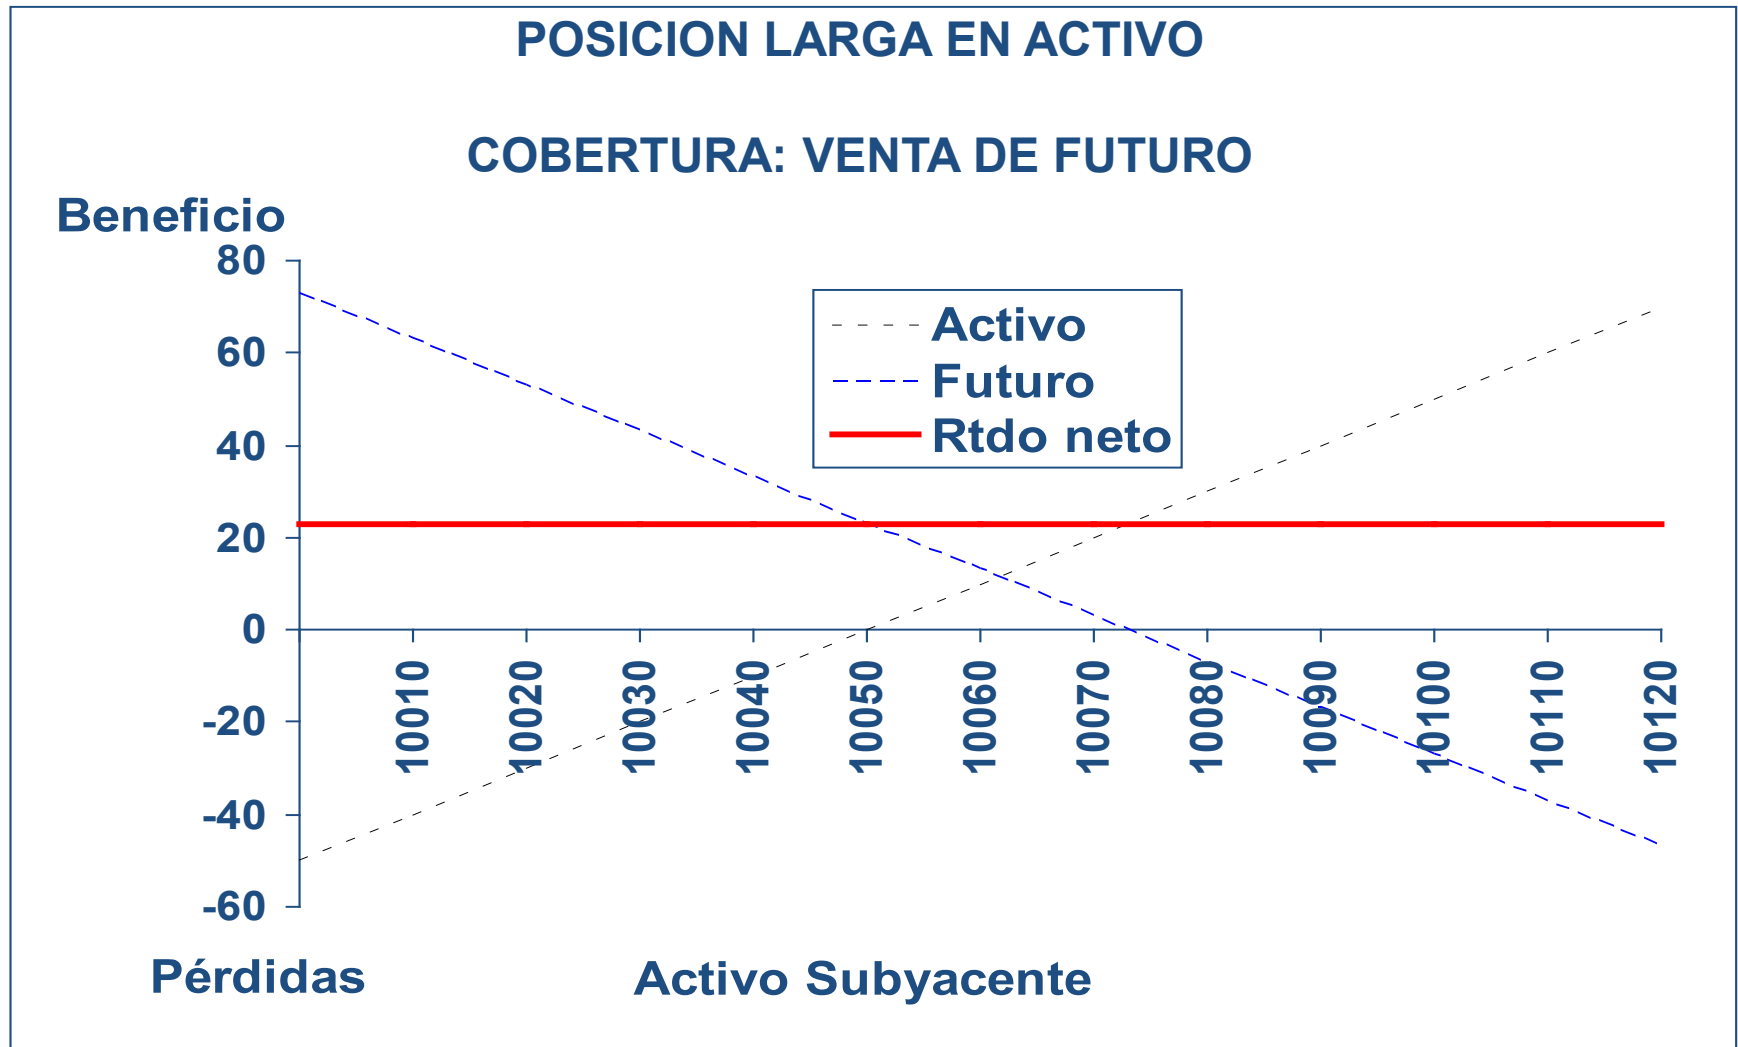 POSICION LARGA EN ACTIVO
COBERTURA: VENTA DE FUTURO
Beneficio
80
60
40
20
0
-20
-40
-60
Activo
Futuro
Rtdo neto
10010
10020
10030
10040
10050
10060
10070
10080
10090
10100
10110
10120
Pérdidas
Activo Subyacente